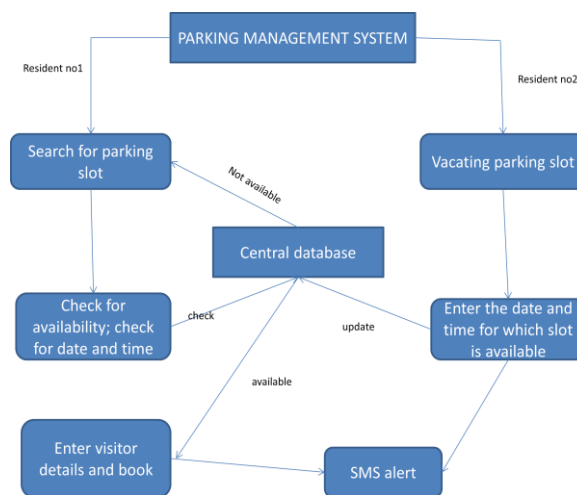 PARKING MANAGEMENT SYSTEM
Resident no1
Resident no2
Search for parking
slot
Vacating parking slot
Not available
Central database
Check for
availability; check
for date and time
check
update
Enter the date and
time for which slot
is available
available
Enter visitor
details and book
SMS alert